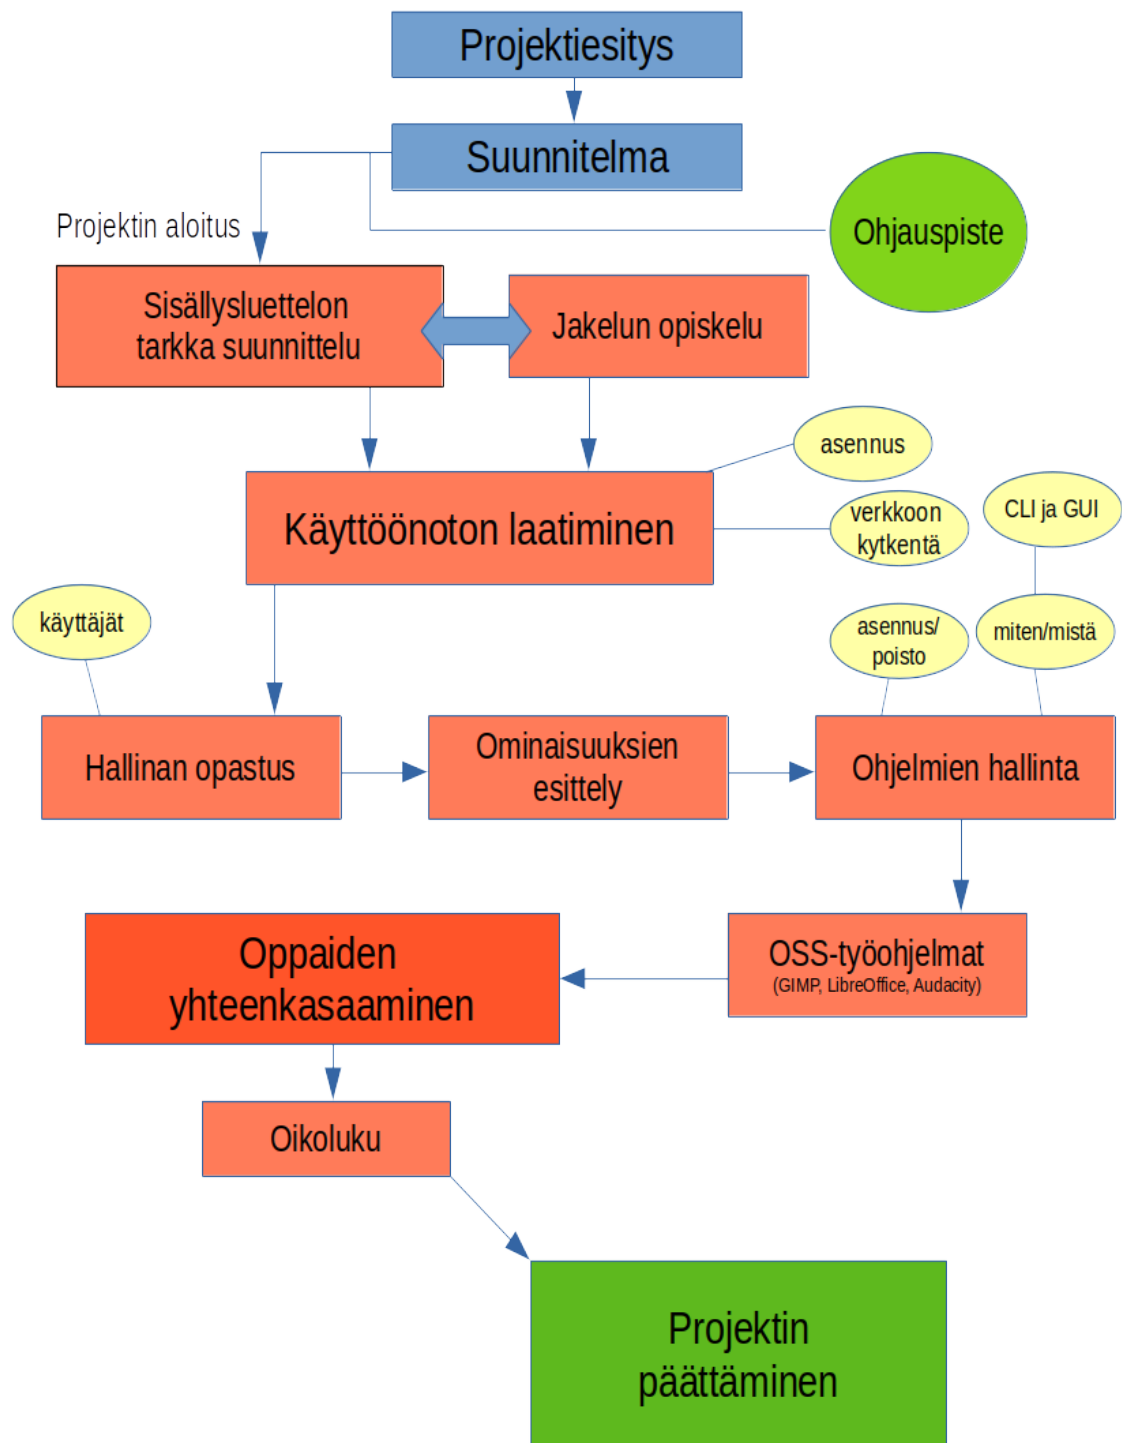 Projektiesitys
Suunnitelma
Projektin aloitus
Ohjauspiste
Sisällysluettelon
tarkka suunnittelu
Jakelun opiskelu
asennus
Käyttöönoton laatiminen
verkkoon
kytkentä
CLI ja GUI
käyttäjät
asennus/
poisto
miten/mistä
Hallinan opastus
Ominaisuuksien
esittely
Ohjelmien hallinta
OSS-työohjelmat
(GIMP, LibreOffice, Audacity)
Oppaiden
yhteenkasaaminen
Oikoluku
Projektin
päättäminen